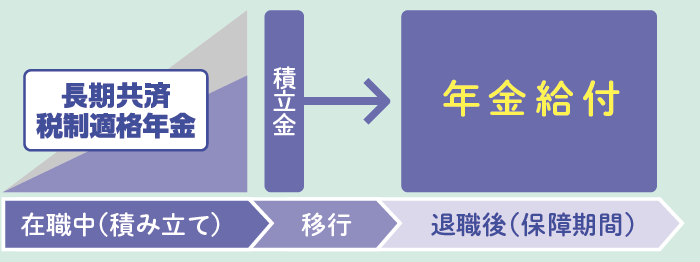 長期共済
税制適格年金
積立金
年金給付
在職中（積み立て）
移行
退職後（保障期間）